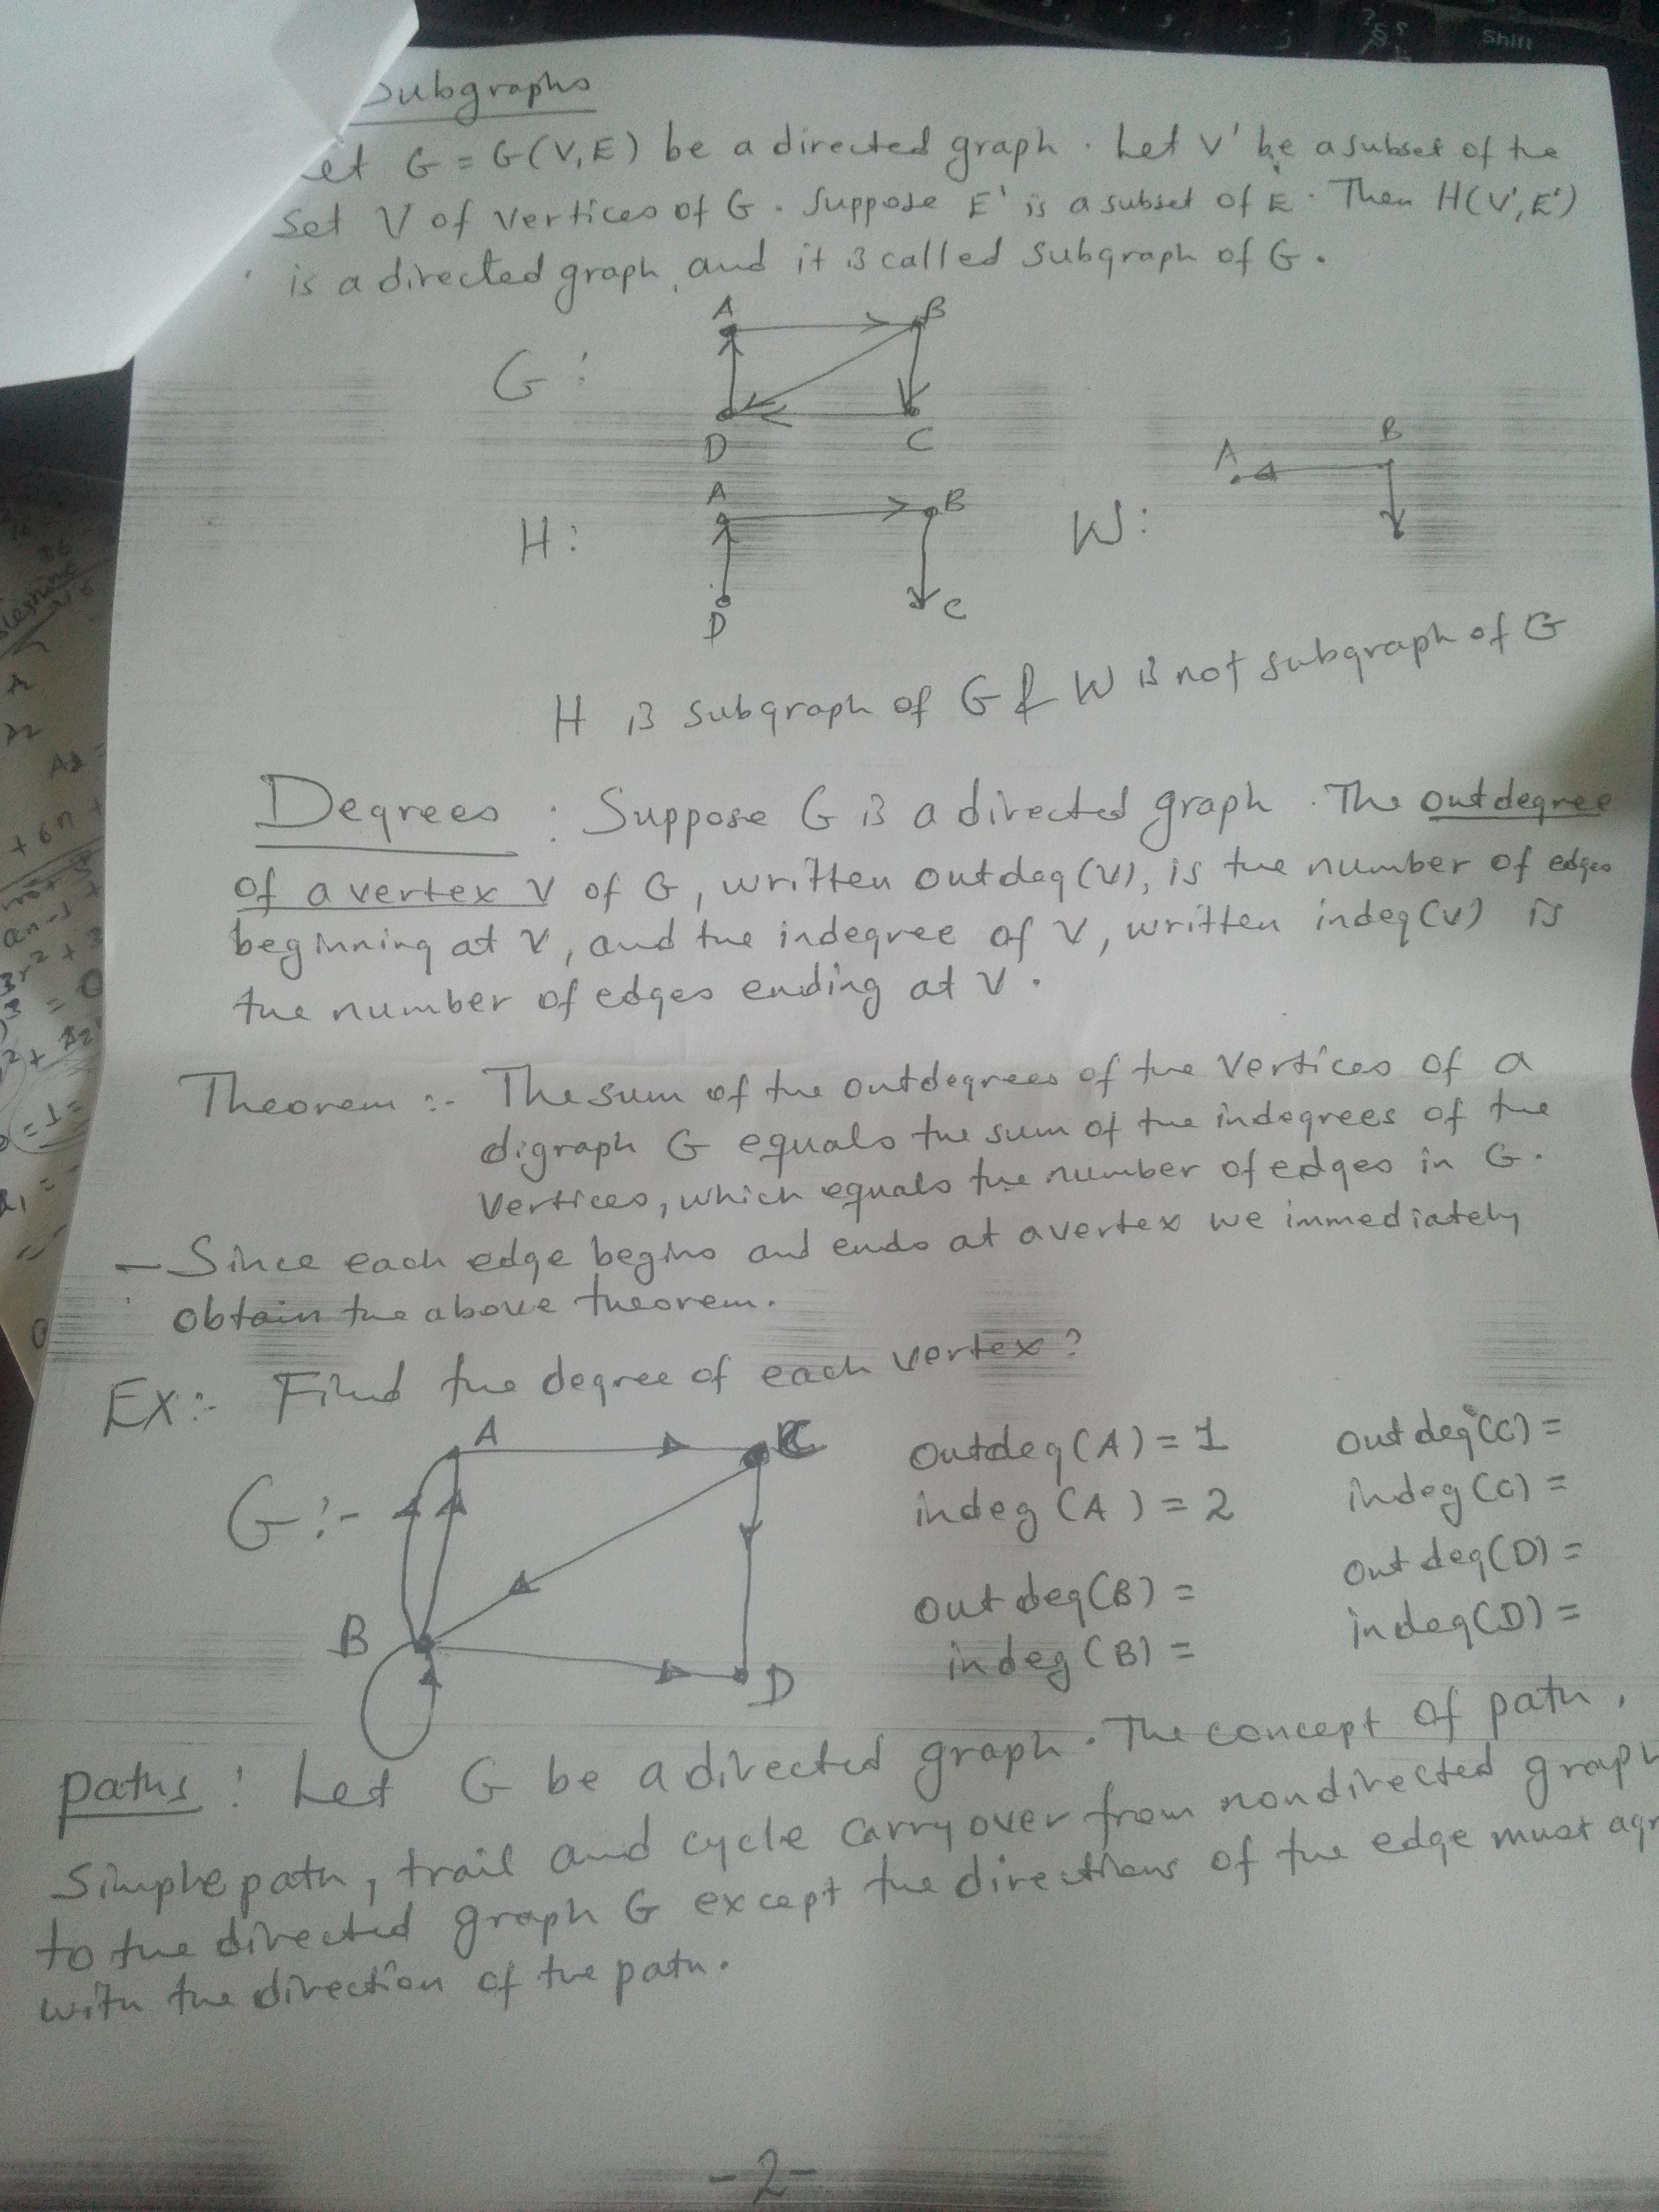 Subgraphs
Let G = G(V,E) be a directed graph. Let V' be a subset of the
Set V of vertices of G. Suppose E' is a subset of E. Then H(V',E')
is a directed graph, and it is called subgraph of G.
A B
G:
D C
A B
A B
H: W:
D C
H is subgraph of G & W is not subgraph of G
Degrees : Suppose G is a directed graph. The outdegree
of a vertex V of G, written outdeg(V), is the number of edges
beginning at V, and the indegree of V, written indeg(V) is
the number of edges ending at V.
Theorem :- The sum of the outdegrees of the vertices of a
digraph G equals the sum of the indegrees of the
vertices, which equals the number of edges in G.
— Since each edge begins and ends at a vertex we immediately
obtain the above theorem.
Ex:- Find the degree of each vertex?
A C
outdeg(A) = 1 outdeg(C) =
G:- indeg(A) = 2 indeg(C) =
outdeg(B) = outdeg(D) =
B indeg(B) = indeg(D) =
D
paths : Let G be a directed graph. The concept of path,
Simple path, trail and cycle carry over from nondirected graph
to the directed graph G except the directions of the edge must agr
with the direction of the path.
-2-
Shift